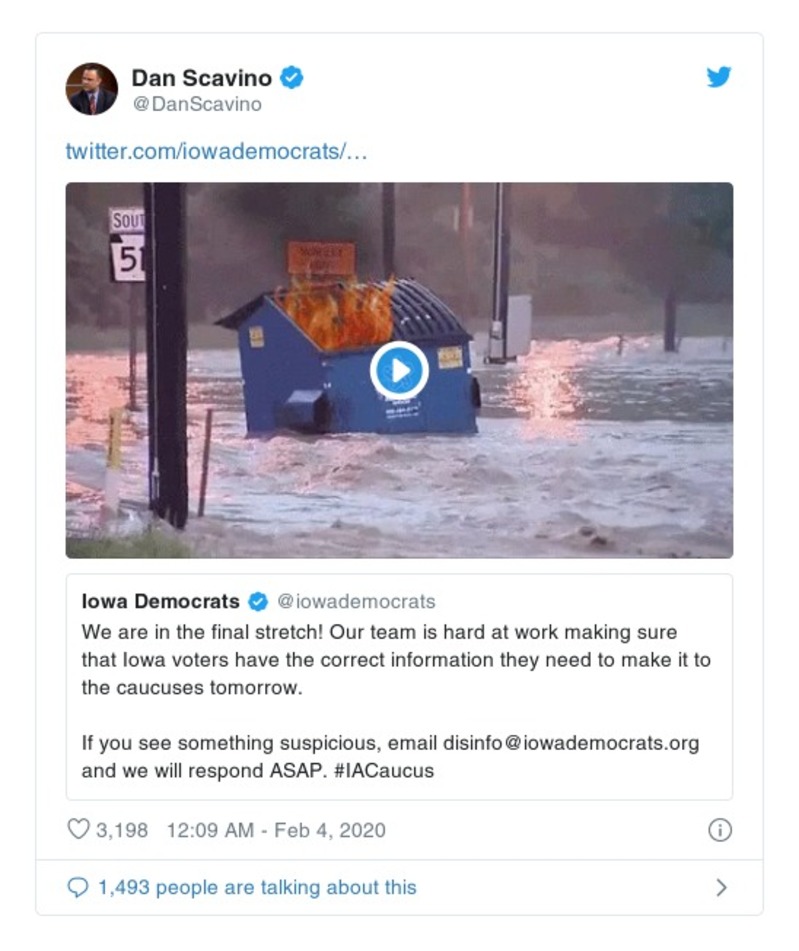 Dan Scavino
@DanScavino
twitter.com/iowademocrats/…
SOUT
51
Iowa Democrats @iowademocrats
We are in the final stretch! Our team is hard at work making sure
that Iowa voters have the correct information they need to make it to
the caucuses tomorrow.
If you see something suspicious, email disinfo@iowademocrats.org
and we will respond ASAP. #IACaucus
3,198 12:09 AM - Feb 4, 2020
1,493 people are talking about this